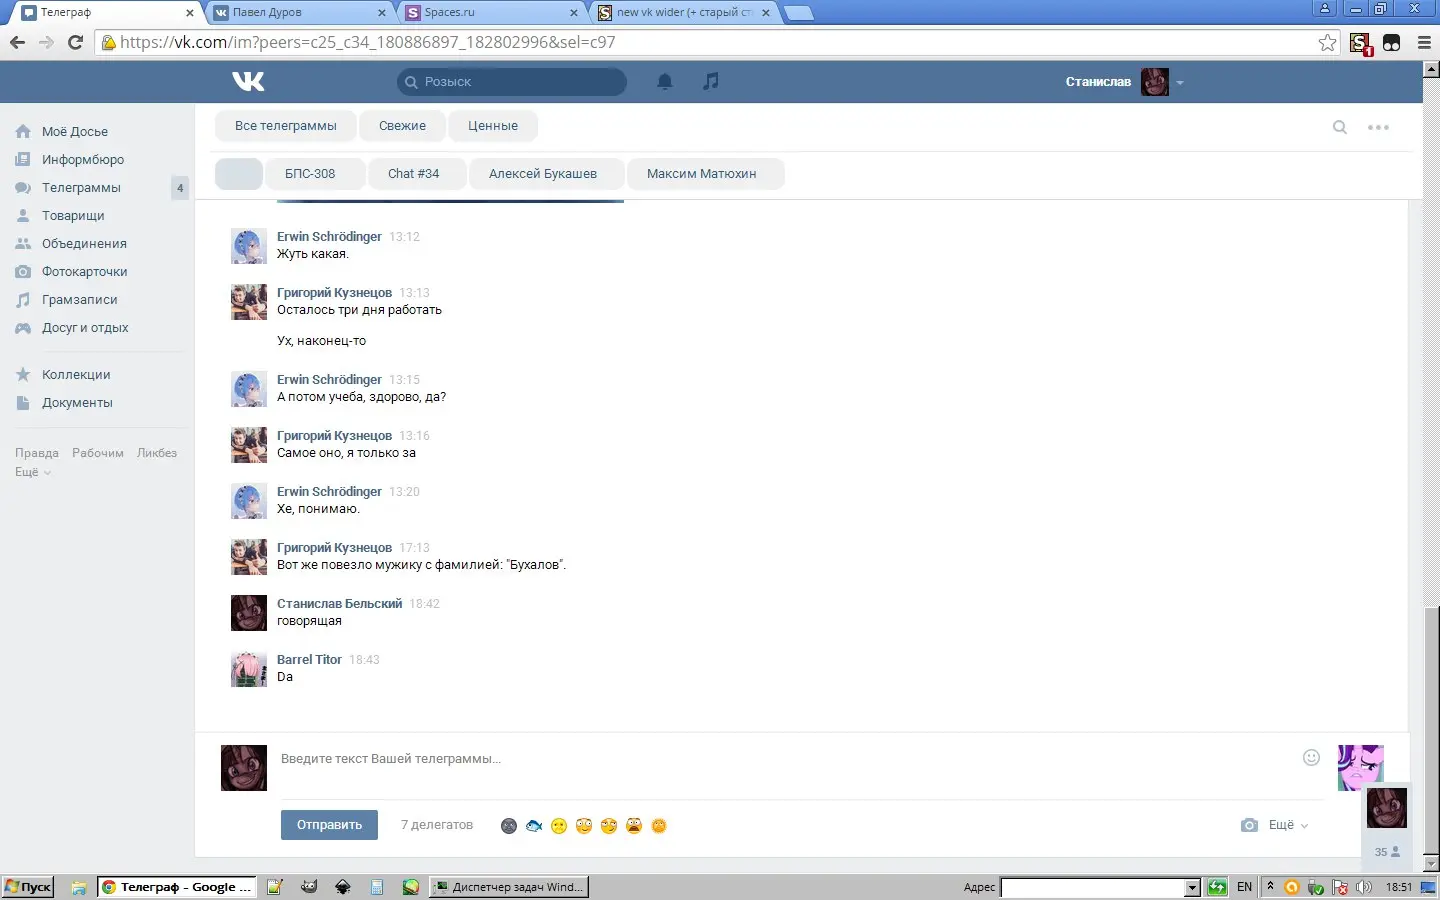 Телеграф
Павел Дуров
Spaces.ru
new vk wider (+ старый ст
https://vk.com/im?peers=c25_c34_180886897_182802996&sel=c97
1
Розыск
Станислав
Моё Досье
Информбюро
Телеграммы 4
Товарищи
Объединения
Фотокарточки
Грамзаписи
Досуг и отдых
Коллекции
Документы
Правда Рабочим Ликбез
Ещё
Все телеграммы Свежие Ценные
БПС-308 Chat #34 Алексей Букашев Максим Матюхин
Erwin Schrödinger 13:12
Жуть какая.
Григорий Кузнецов 13:13
Осталось три дня работать
Ух, наконец-то
Erwin Schrödinger 13:15
А потом учеба, здорово, да?
Григорий Кузнецов 13:16
Самое оно, я только за
Erwin Schrödinger 13:20
Хе, понимаю.
Григорий Кузнецов 17:13
Вот же повезло мужику с фамилией: "Бухалов".
Станислав Бельский 18:42
говорящая
Barrel Titor 18:43
Da
Введите текст Вашей телеграммы...
Отправить 7 делегатов Ещё
35
Пуск Телеграф - Google ... Диспетчер задач Wind... Адрес EN 18:51